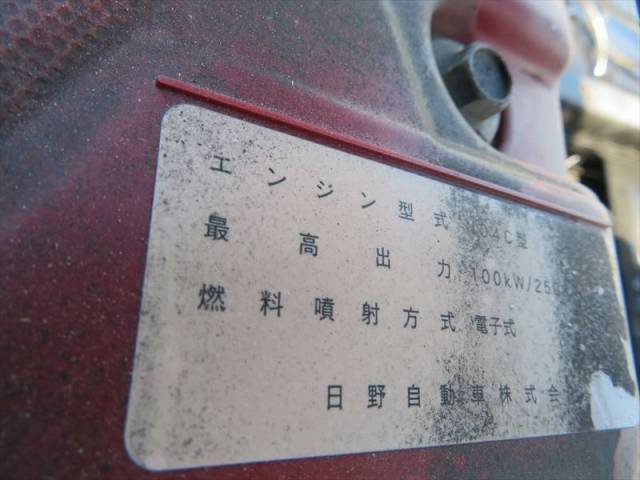 エンジン型式 04C型
最高出力 100kW/25
燃料噴射方式 電子式
日野自動車株式会